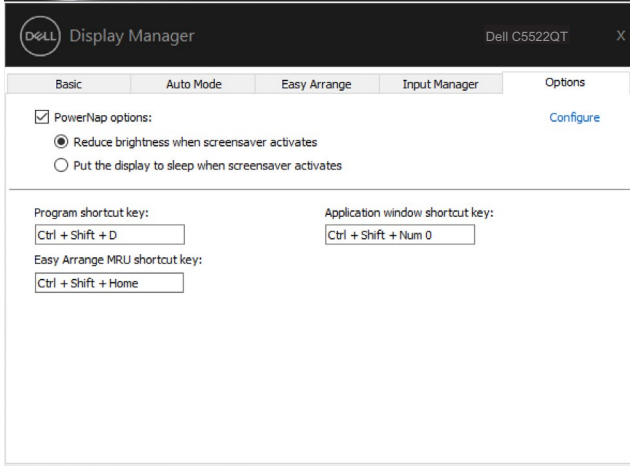 DELL Display Manager
Dell C5522QT X
Basic Auto Mode Easy Arrange Input Manager Options
PowerNap options: Configure
Reduce brightness when screensaver activates
Put the display to sleep when screensaver activates
Program shortcut key: Application window shortcut key:
Ctrl + Shift + D Ctrl + Shift + Num 0
Easy Arrange MRU shortcut key:
Ctrl + Shift + Home